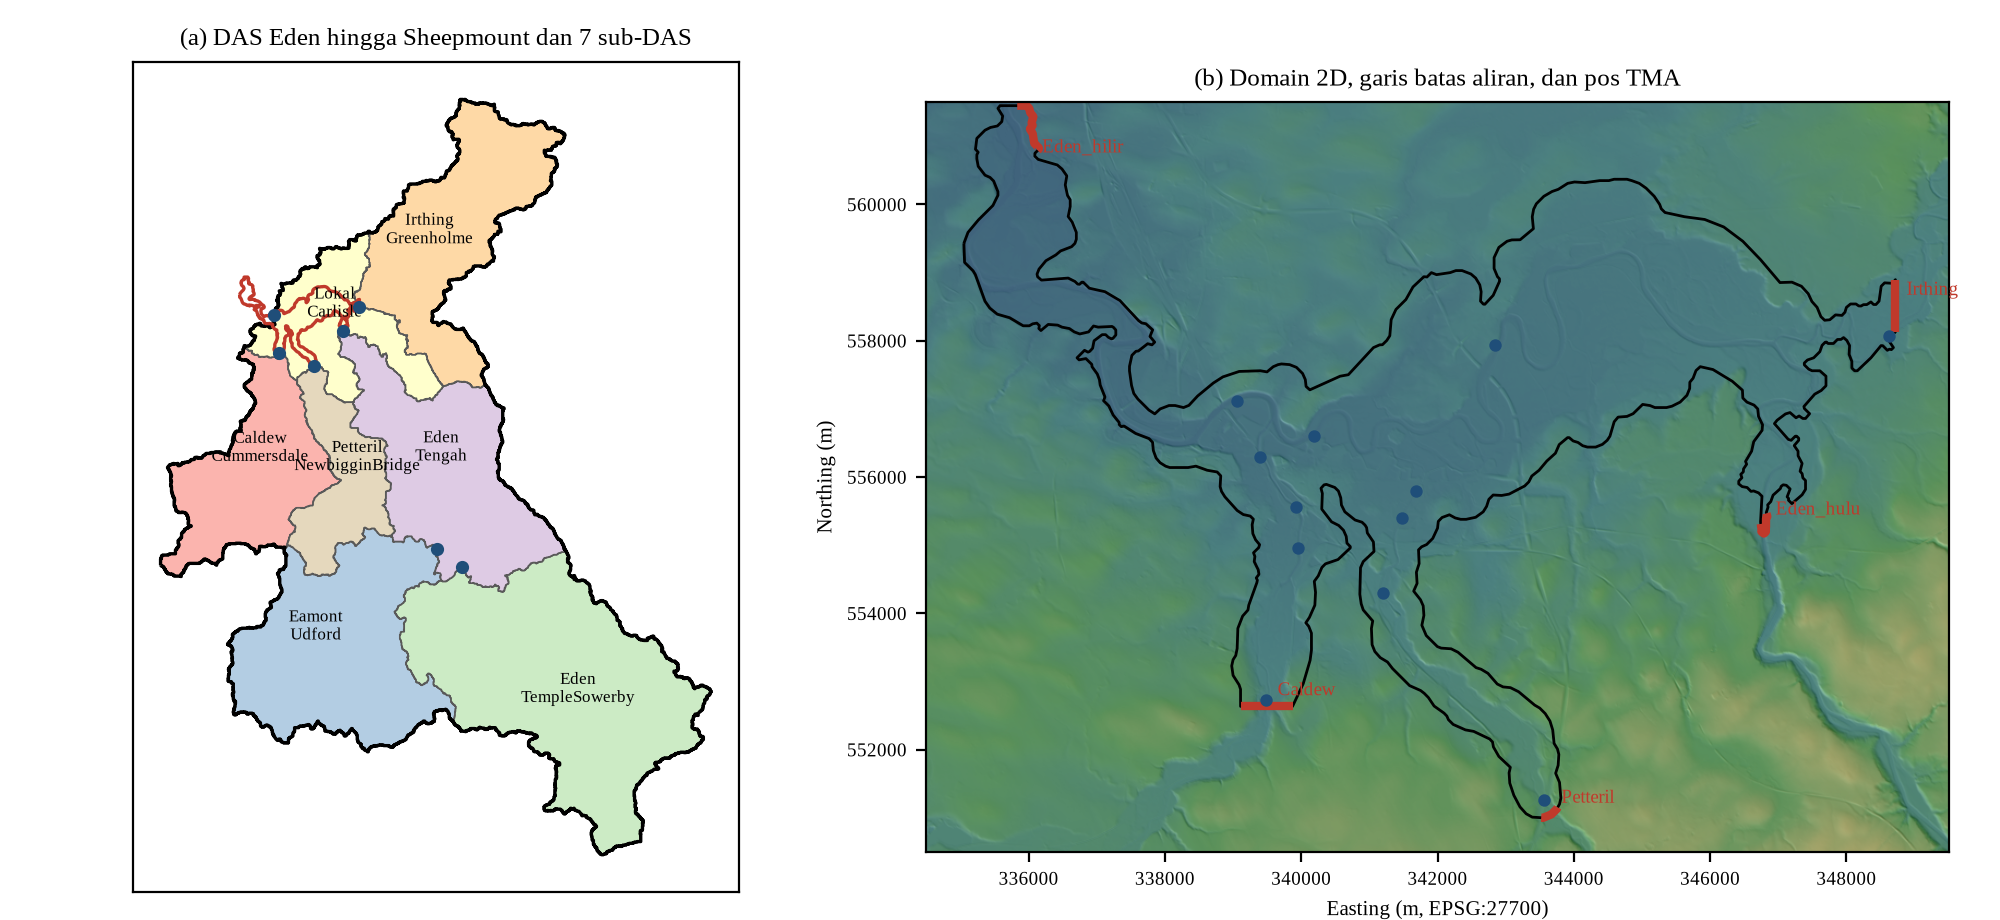 (a) DAS Eden hingga Sheepmount dan 7 sub-DAS
Irthing
Greenholme
Lokal
Carlisle
Caldew
Cummersdale
Petteril
NewbigginBridge
Eden
Tengah
Eamont
Udford
Eden
TempleSowerby
(b) Domain 2D, garis batas aliran, dan pos TMA
Eden_hilir
Irthing
Eden_hulu
Caldew
Petteril
Northing (m)
560000
558000
556000
554000
552000
336000
338000
340000
342000
344000
346000
348000
Easting (m, EPSG:27700)